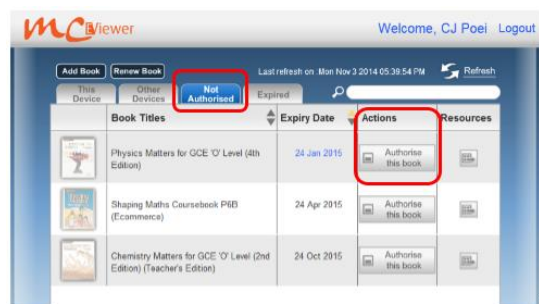 MCEViewer
Welcome, CJ Poei Logout
Add Book Renew Book Last refresh on :Mon Nov 3 2014 05:39:54 PM Refresh
This Device Other Devices Not Authorised Expired
Book Titles Expiry Date Actions Resources
Physics Matters for GCE 'O' Level (4th
Edition)
24 Jan 2015
Authorise
this book
Shaping Maths Coursebook P6B
(Ecommerce)
24 Apr 2015
Authorise
this book
Chemistry Matters for GCE 'O' Level (2nd
Edition) (Teacher's Edition)
24 Oct 2015
Authorise
this book